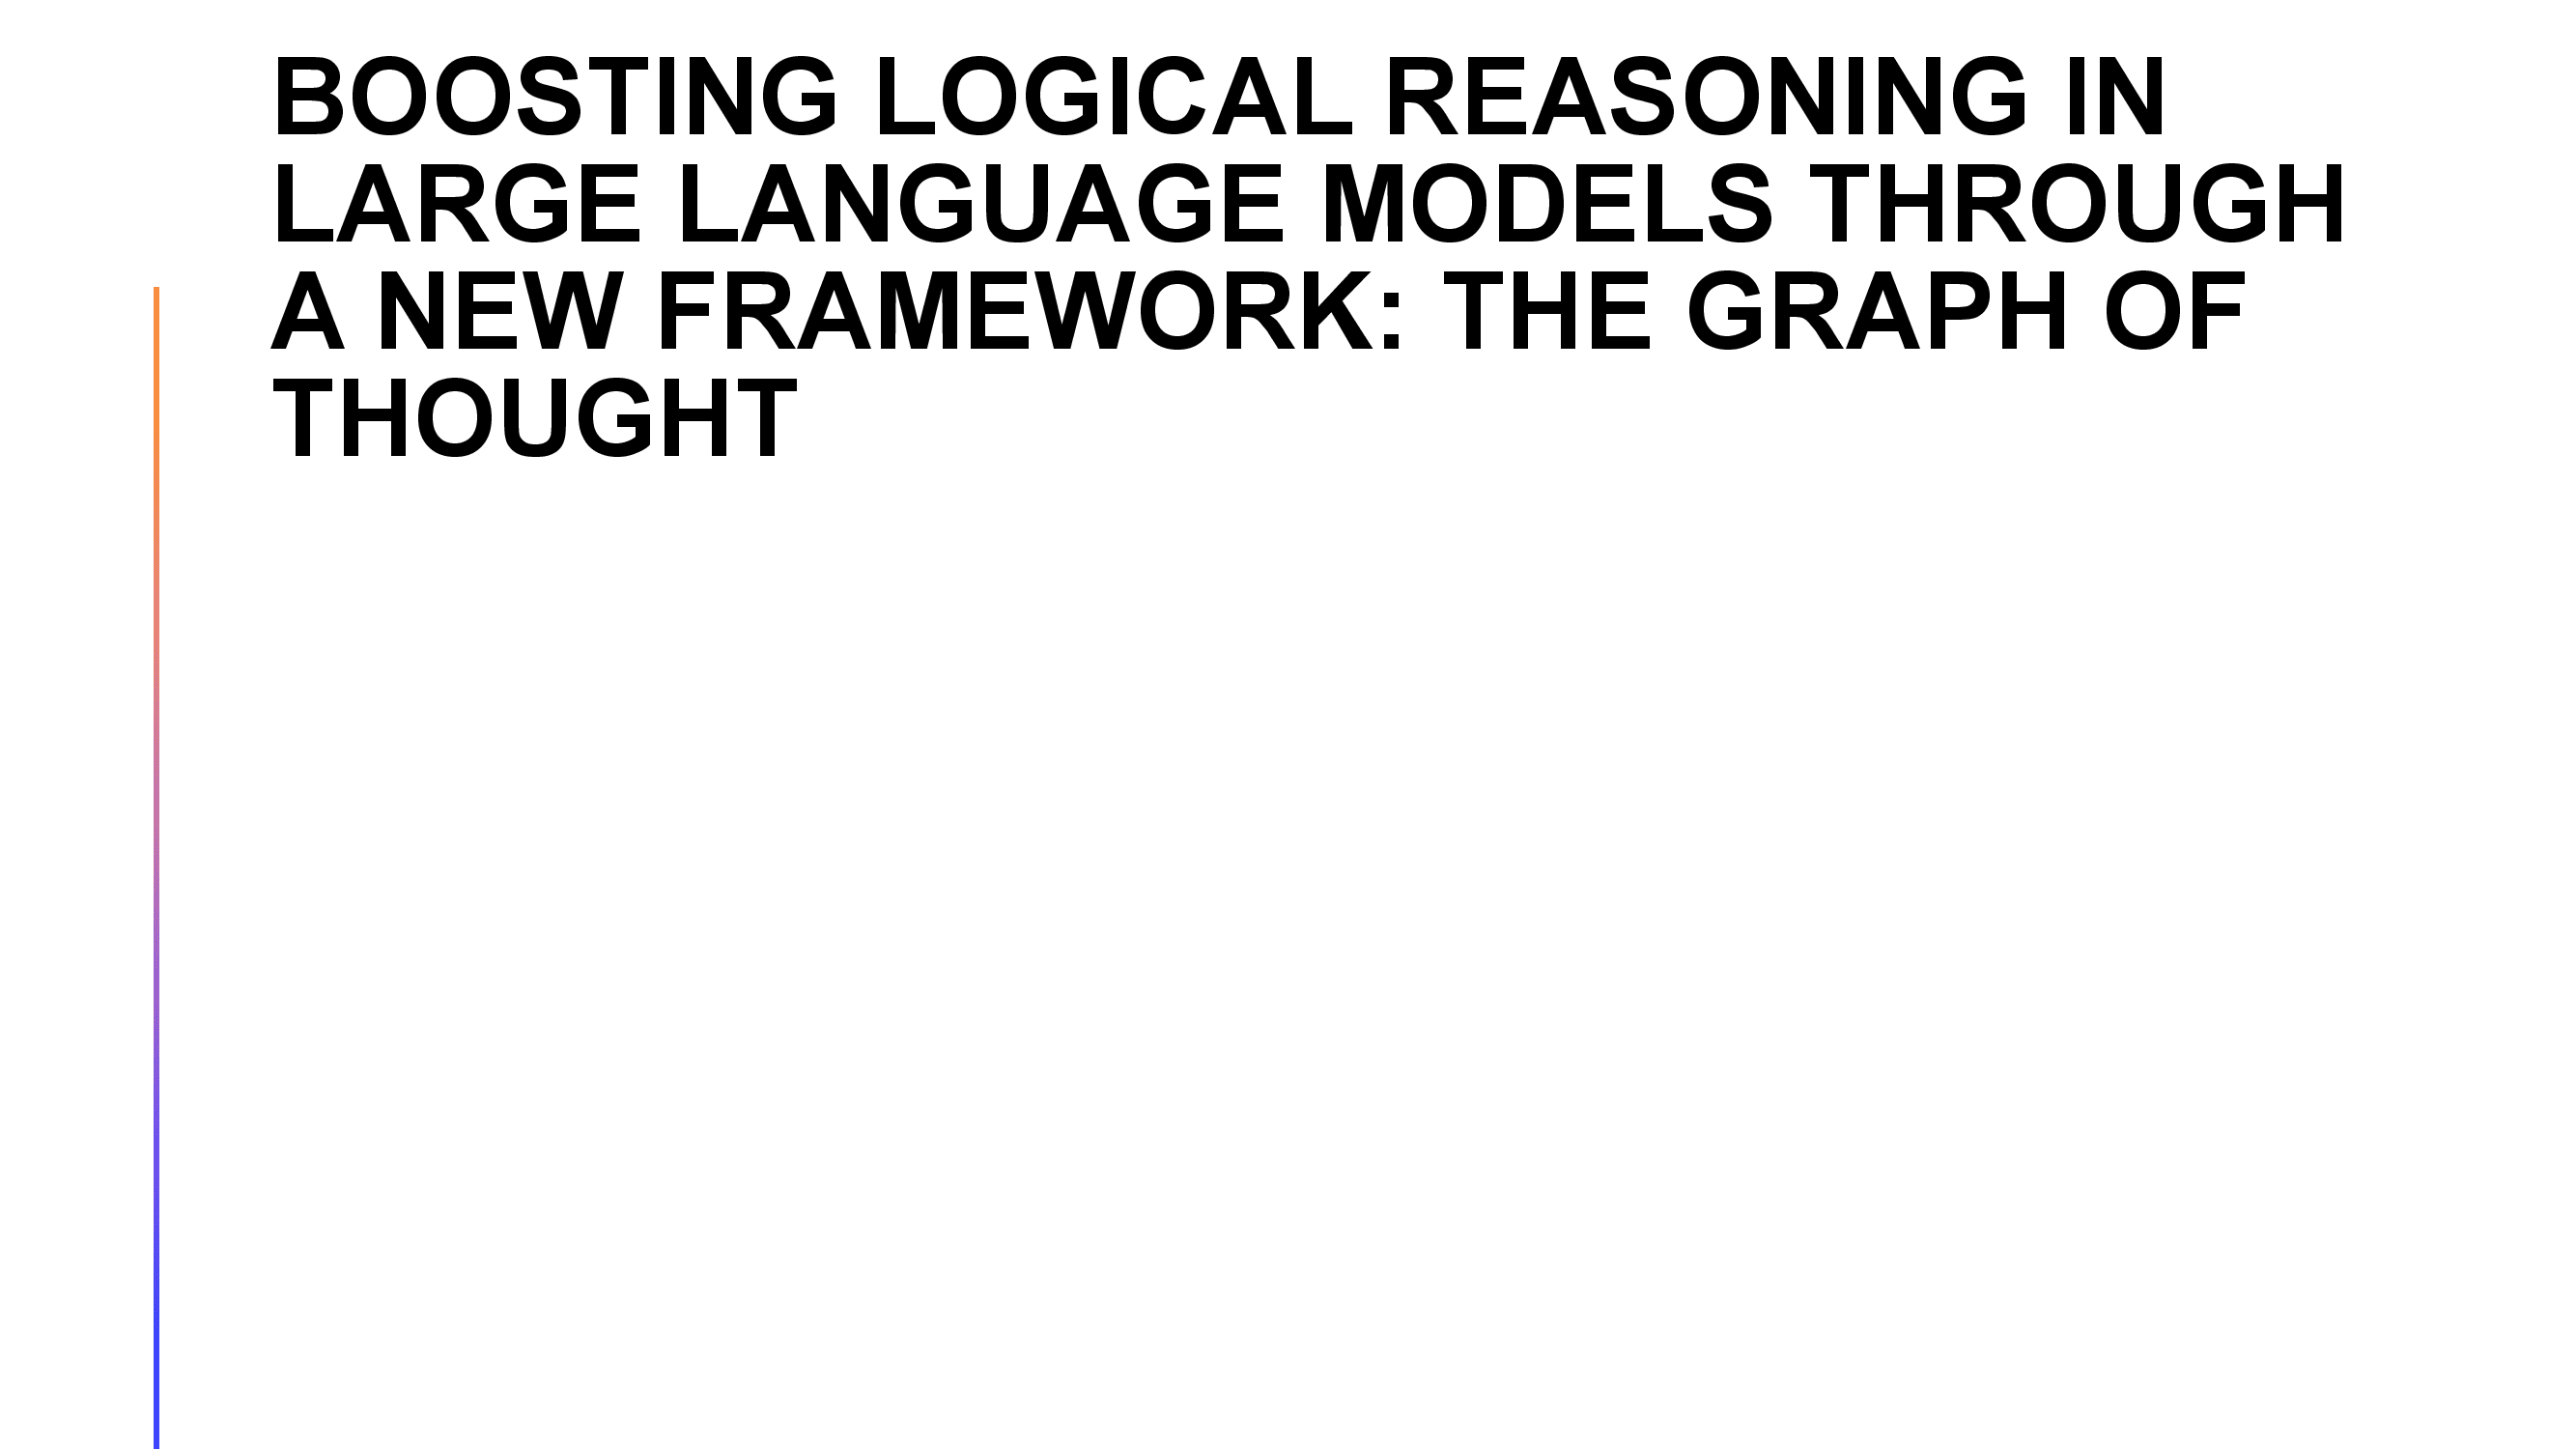 BOOSTING LOGICAL REASONING IN
LARGE LANGUAGE MODELS THROUGH
A NEW FRAMEWORK: THE GRAPH OF
THOUGHT